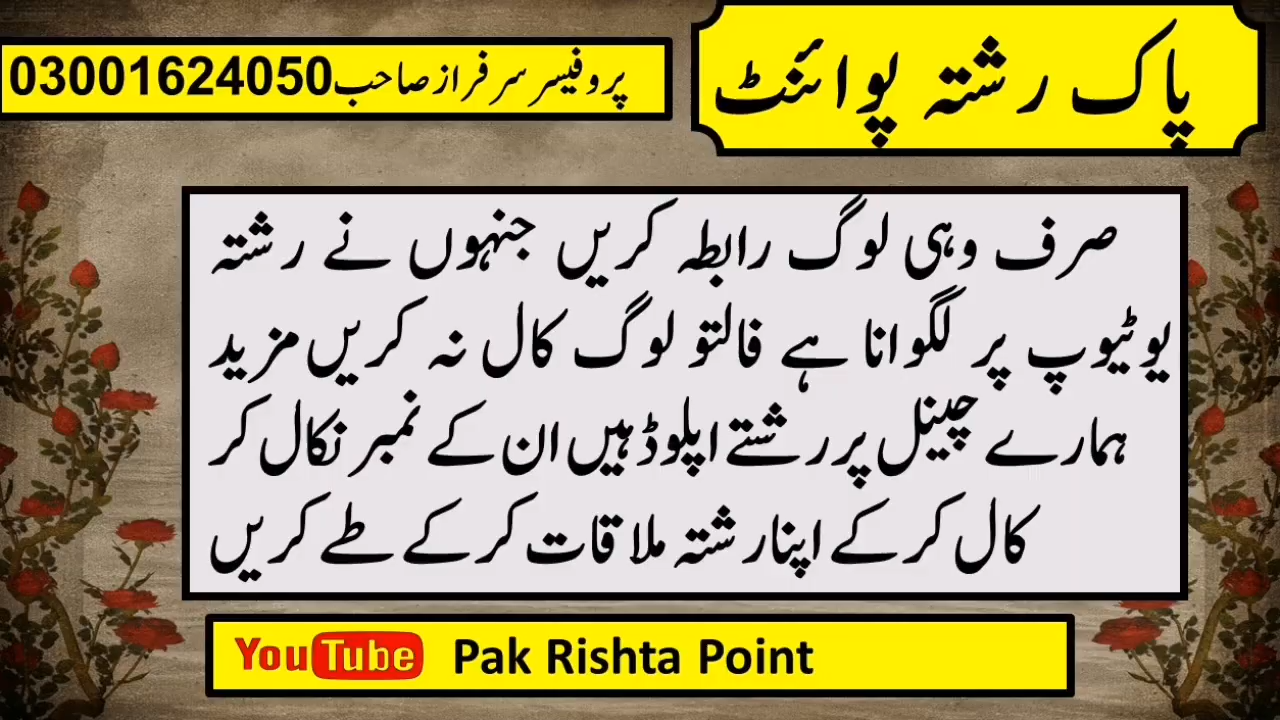 پاک رشتہ پوائنٹ
پروفیسر سرفراز صاحب03001624050
صرف وہی لوگ رابطہ کریں جنہوں نے رشتہ
یوٹیوپ پر لگوانا ہے فالتو لوگ کال نہ کریں مزید
ہمارے چینل پر رشتے اپلوڈ ہیں ان کے نمبر نکال کر
کال کر کے اپنا رشتہ ملاقات کر کے طے کریں
YouTube Pak Rishta Point